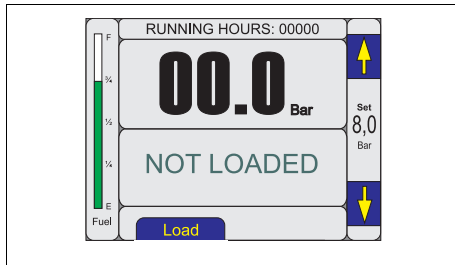 RUNNING HOURS: 00000
F
¾
½
¼
E
Fuel
00.0 Bar
NOT LOADED
Load
Set
8,0
Bar